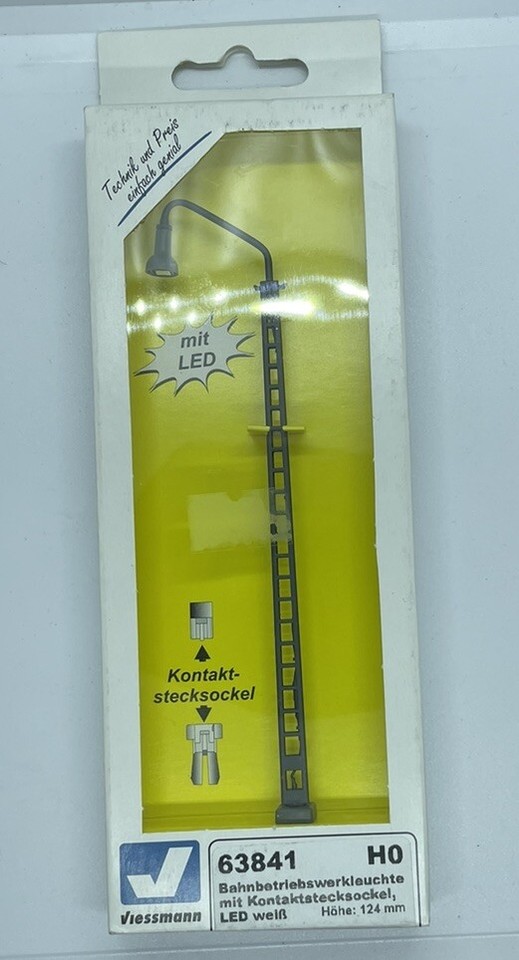 Technik und Preis
einfach genial
mit
LED
Kontakt-
stecksockel
Viessmann
63841 H0
Bahnbetriebswerkleuchte
mit Kontaktstecksockel,
LED weiß Höhe: 124 mm